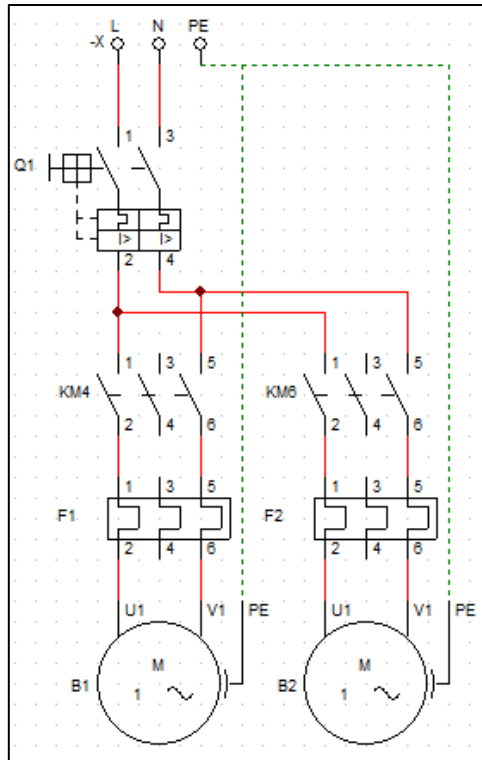 L N PE
-X
1 3
Q1
I> I>
2 4
1 3 5 1 3 5
KM4 KM6
2 4 6 2 4 6
1 3 5 1 3 5
F1 F2
2 4 6 2 4 6
U1 V1 PE U1 V1 PE
M M
B1 1 B2 1